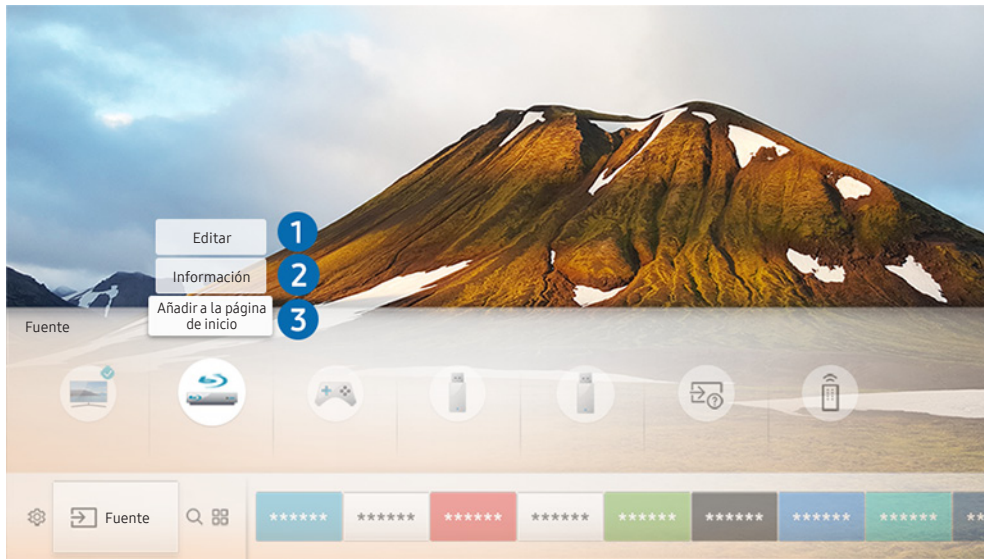 Editar
1
Información
2
Añadir a la página
de inicio
3
Fuente
Fuente
****** ****** ****** ****** ****** ****** ****** ****** **